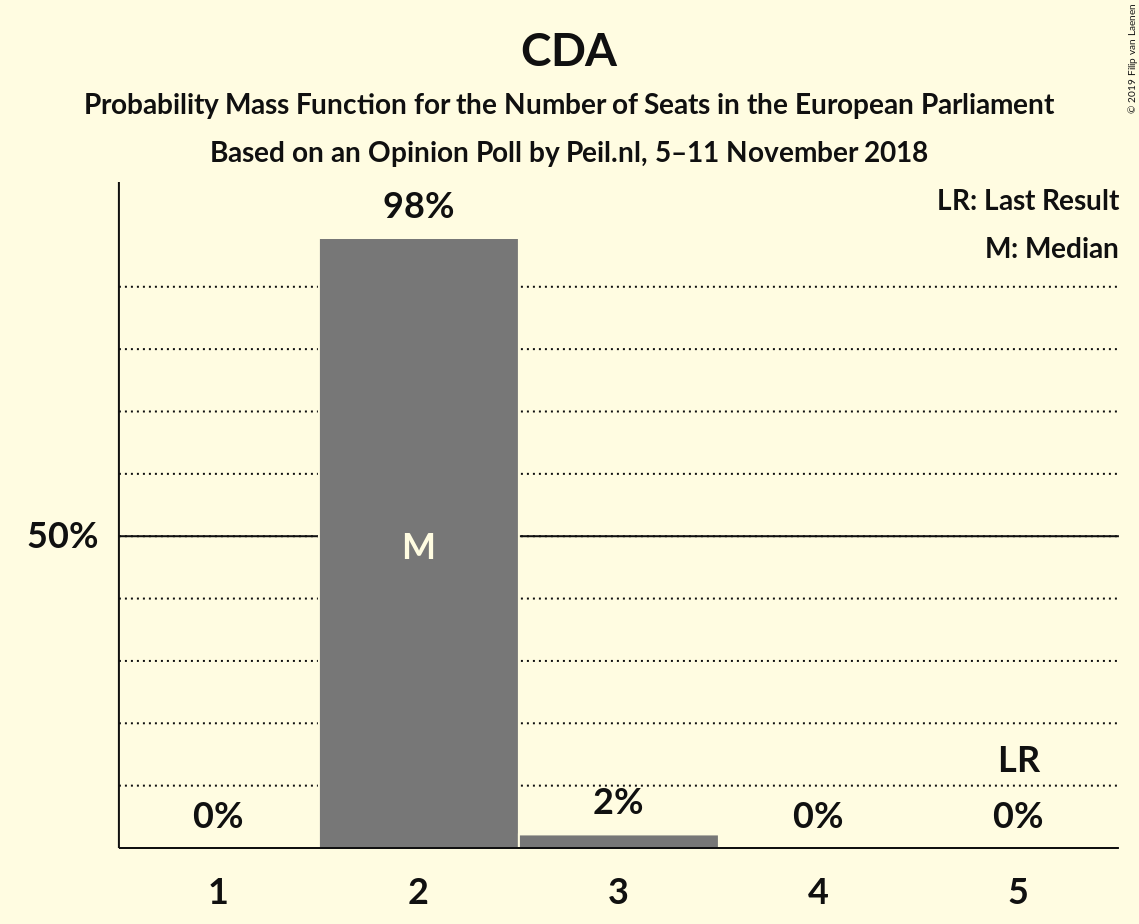 CDA
Probability Mass Function for the Number of Seats in the European Parliament
Based on an Opinion Poll by Peil.nl, 5–11 November 2018
© 2019 Filip van Laenen
LR: Last Result
M: Median
98%
50%
M
LR
0%
2%
0%
0%
1
2
3
4
5